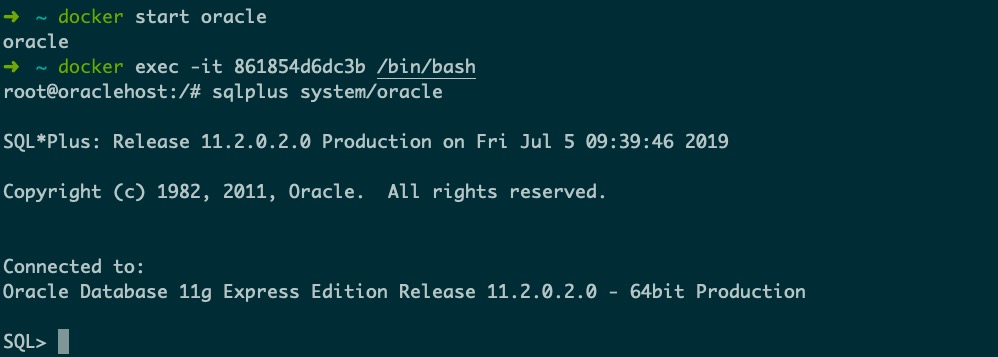 ➜ ~ docker start oracle
oracle
➜ ~ docker exec -it 861854d6dc3b /bin/bash
root@oraclehost:/# sqlplus system/oracle
SQL*Plus: Release 11.2.0.2.0 Production on Fri Jul 5 09:39:46 2019
Copyright (c) 1982, 2011, Oracle.  All rights reserved.
Connected to:
Oracle Database 11g Express Edition Release 11.2.0.2.0 - 64bit Production
SQL>